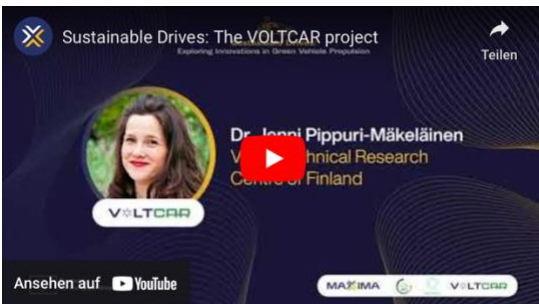 Sustainable Drives: The VOLTCAR project
Exploring Innovations in Green Vehicle Propulsion
Teilen
Dr. Jenni Pippuri-Mäkeläinen
Technical Research
Centre of Finland
VOLTCAR
Ansehen auf YouTube
MAXIMA VOLTCAR